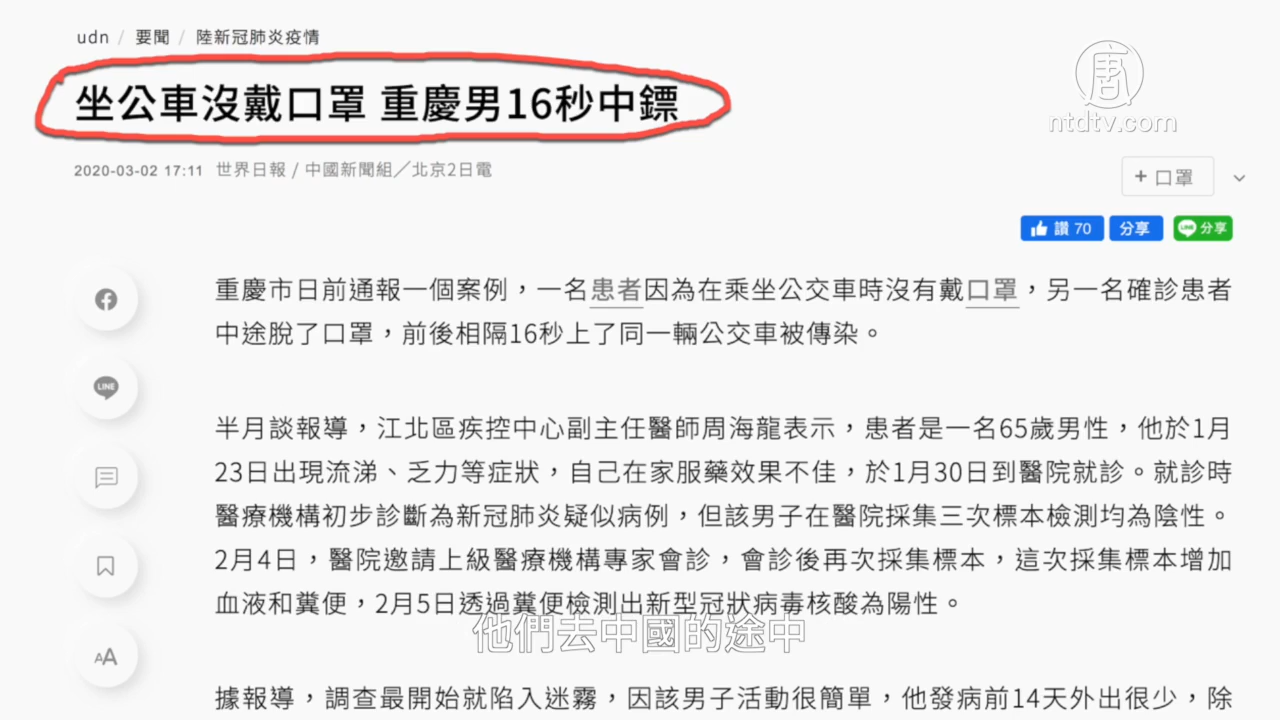 udn / 要聞 / 陸新冠肺炎疫情
坐公車沒戴口罩 重慶男16秒中鏢
唐
ntdtv.com
2020-03-02 17:11 世界日報 / 中國新聞組／北京2日電
+ 口罩
讚 70 分享 LINE 分享
重慶市日前通報一個案例，一名患者因為在乘坐公交車時沒有戴口罩，另一名確診患者
中途脫了口罩，前後相隔16秒上了同一輛公交車被傳染。
LINE
半月談報導，江北區疾控中心副主任醫師周海龍表示，患者是一名65歲男性，他於1月
23日出現流涕、乏力等症狀，自己在家服藥效果不佳，於1月30日到醫院就診。就診時
醫療機構初步診斷為新冠肺炎疑似病例，但該男子在醫院採集三次標本檢測均為陰性。
2月4日，醫院邀請上級醫療機構專家會診，會診後再次採集標本，這次採集標本增加
血液和糞便，2月5日透過糞便檢測出新型冠狀病毒核酸為陽性。
他們去中國的途中
AA
據報導，調查最開始就陷入迷霧，因該男子活動很簡單，他發病前14天外出很少，除